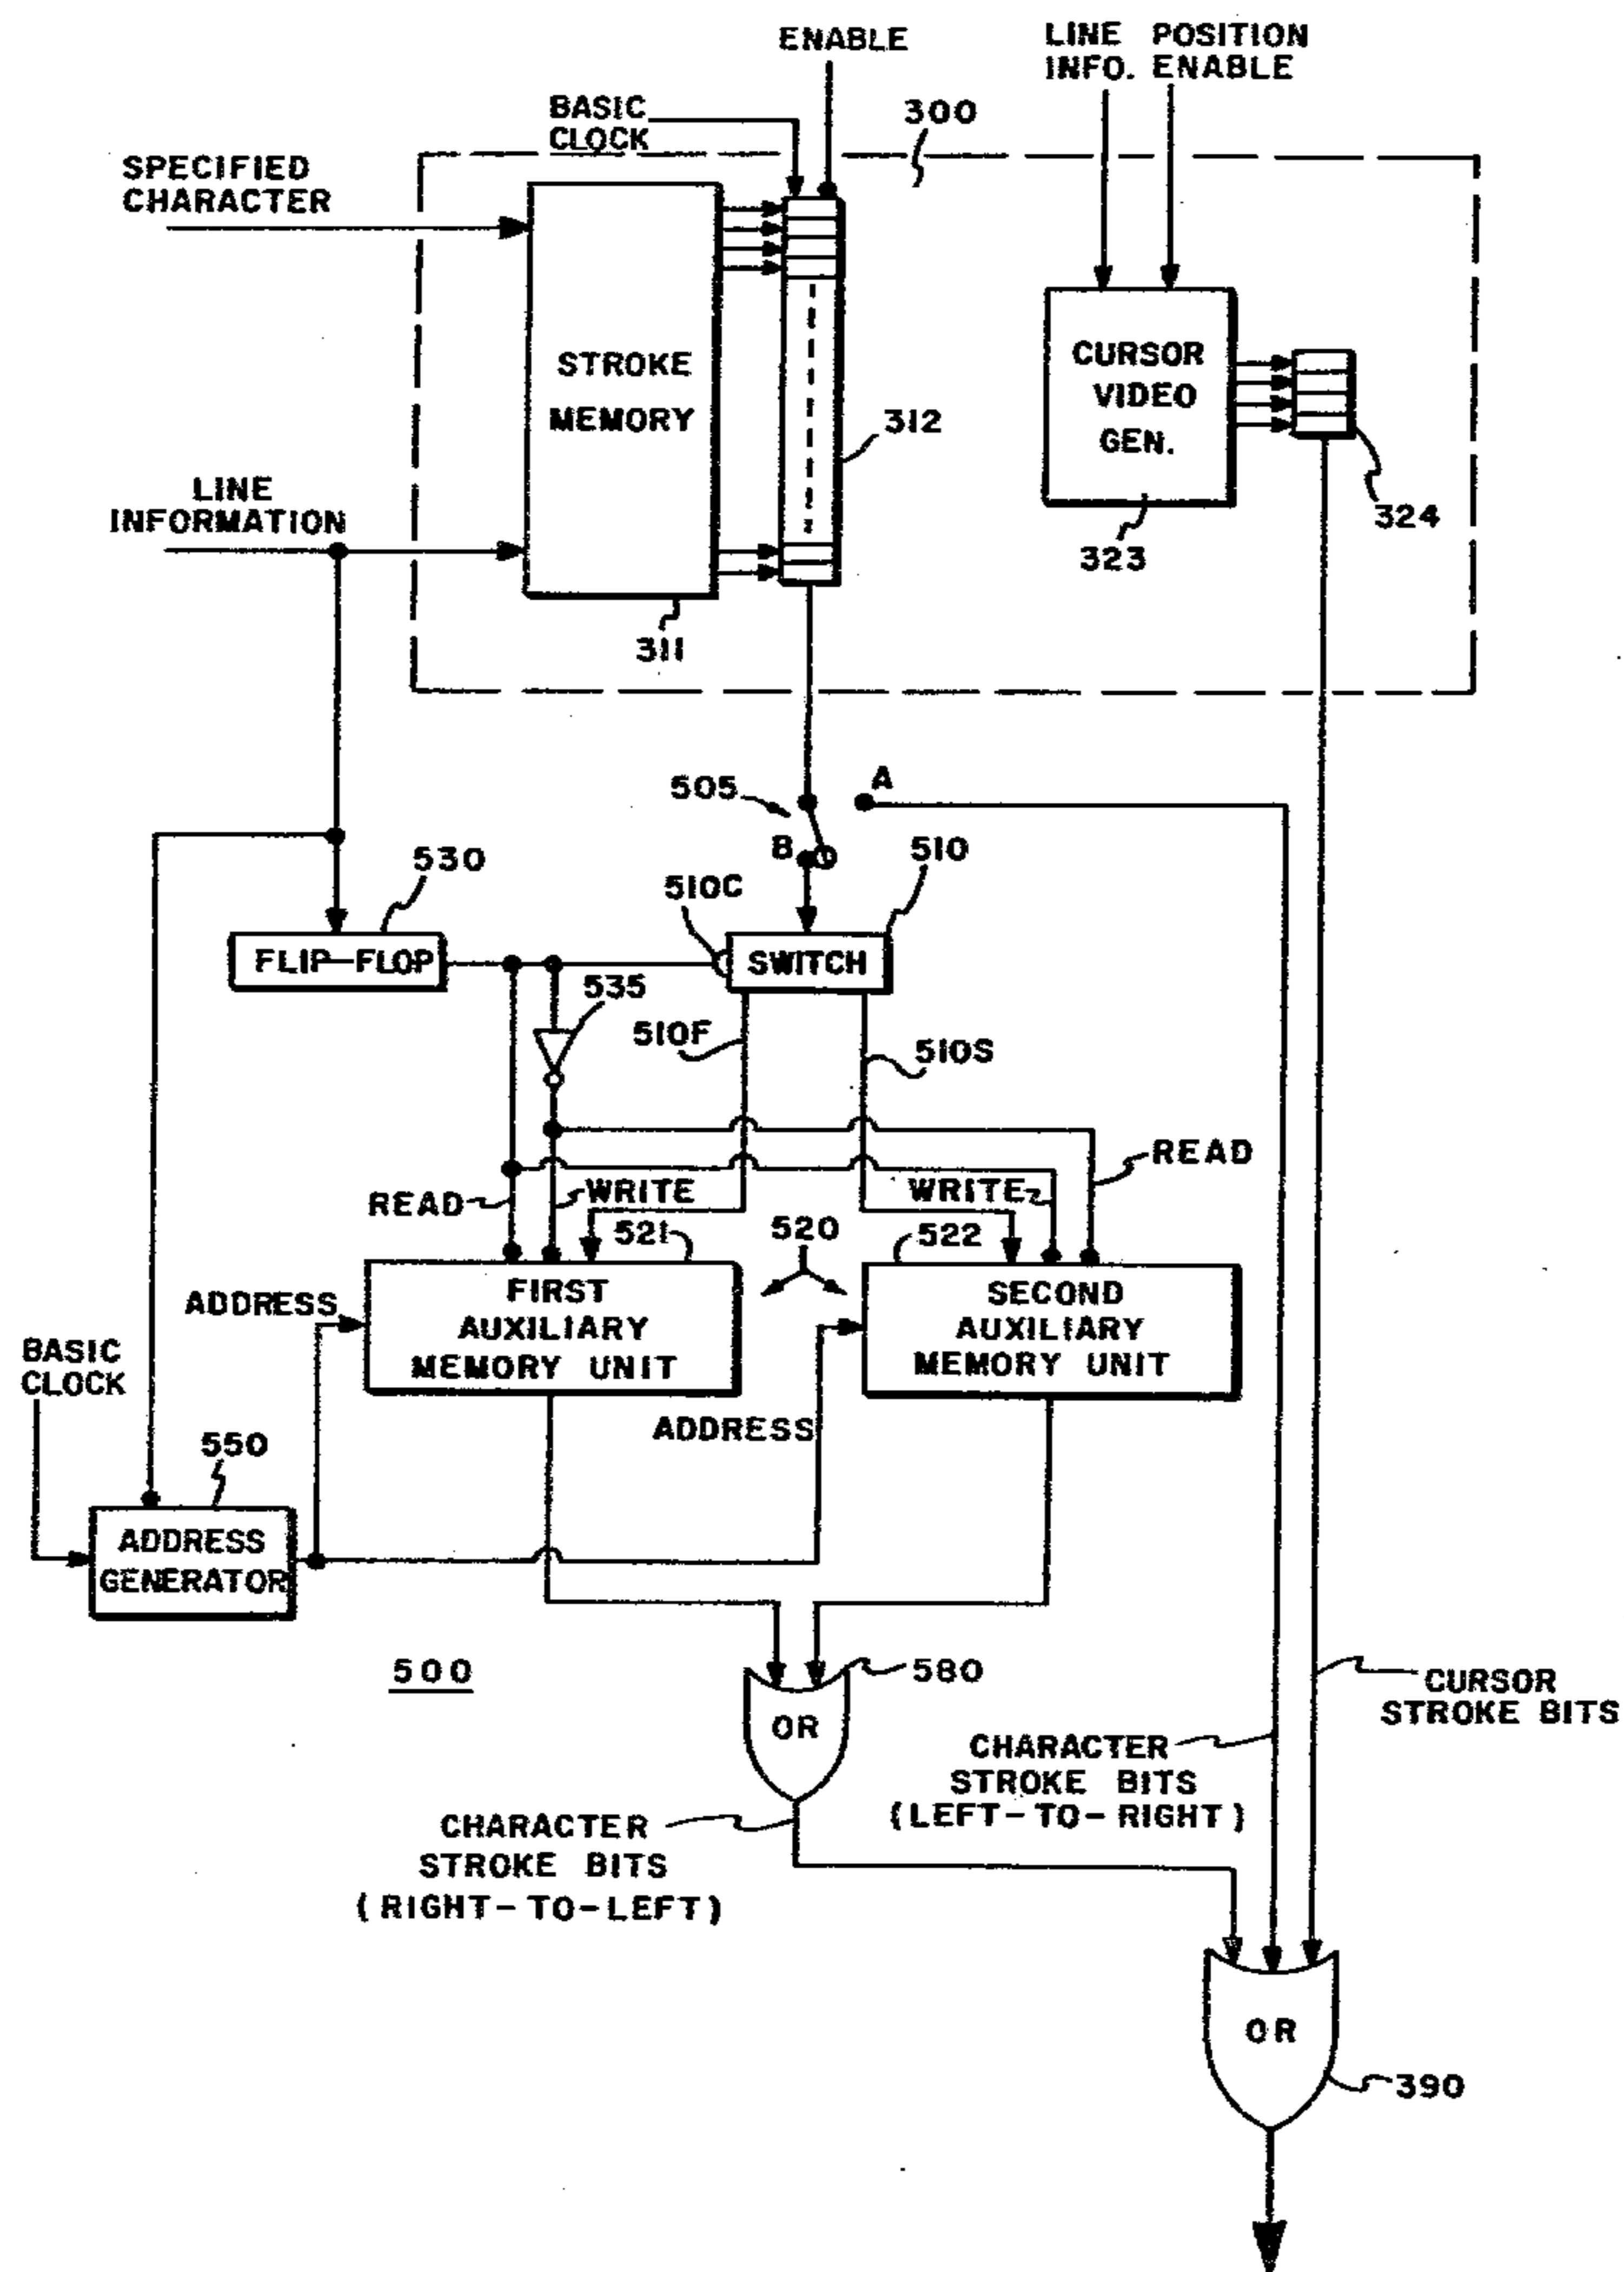 ENABLE
LINE POSITION
INFO. ENABLE
BASIC
CLOCK
300
SPECIFIED
CHARACTER
STROKE
MEMORY
CURSOR
VIDEO
GEN.
312
LINE
INFORMATION
324
323
311
505
A
B
510
530
510C
FLIP-FLOP
SWITCH
535
510F
510S
READ
READ
WRITE
WRITE
521
520
522
FIRST
AUXILIARY
MEMORY UNIT
SECOND
AUXILIARY
MEMORY UNIT
ADDRESS
BASIC
CLOCK
ADDRESS
550
ADDRESS
GENERATOR
500
580
OR
CURSOR
STROKE BITS
CHARACTER
STROKE BITS
(LEFT-TO-RIGHT)
CHARACTER
STROKE BITS
(RIGHT-TO-LEFT)
OR
390